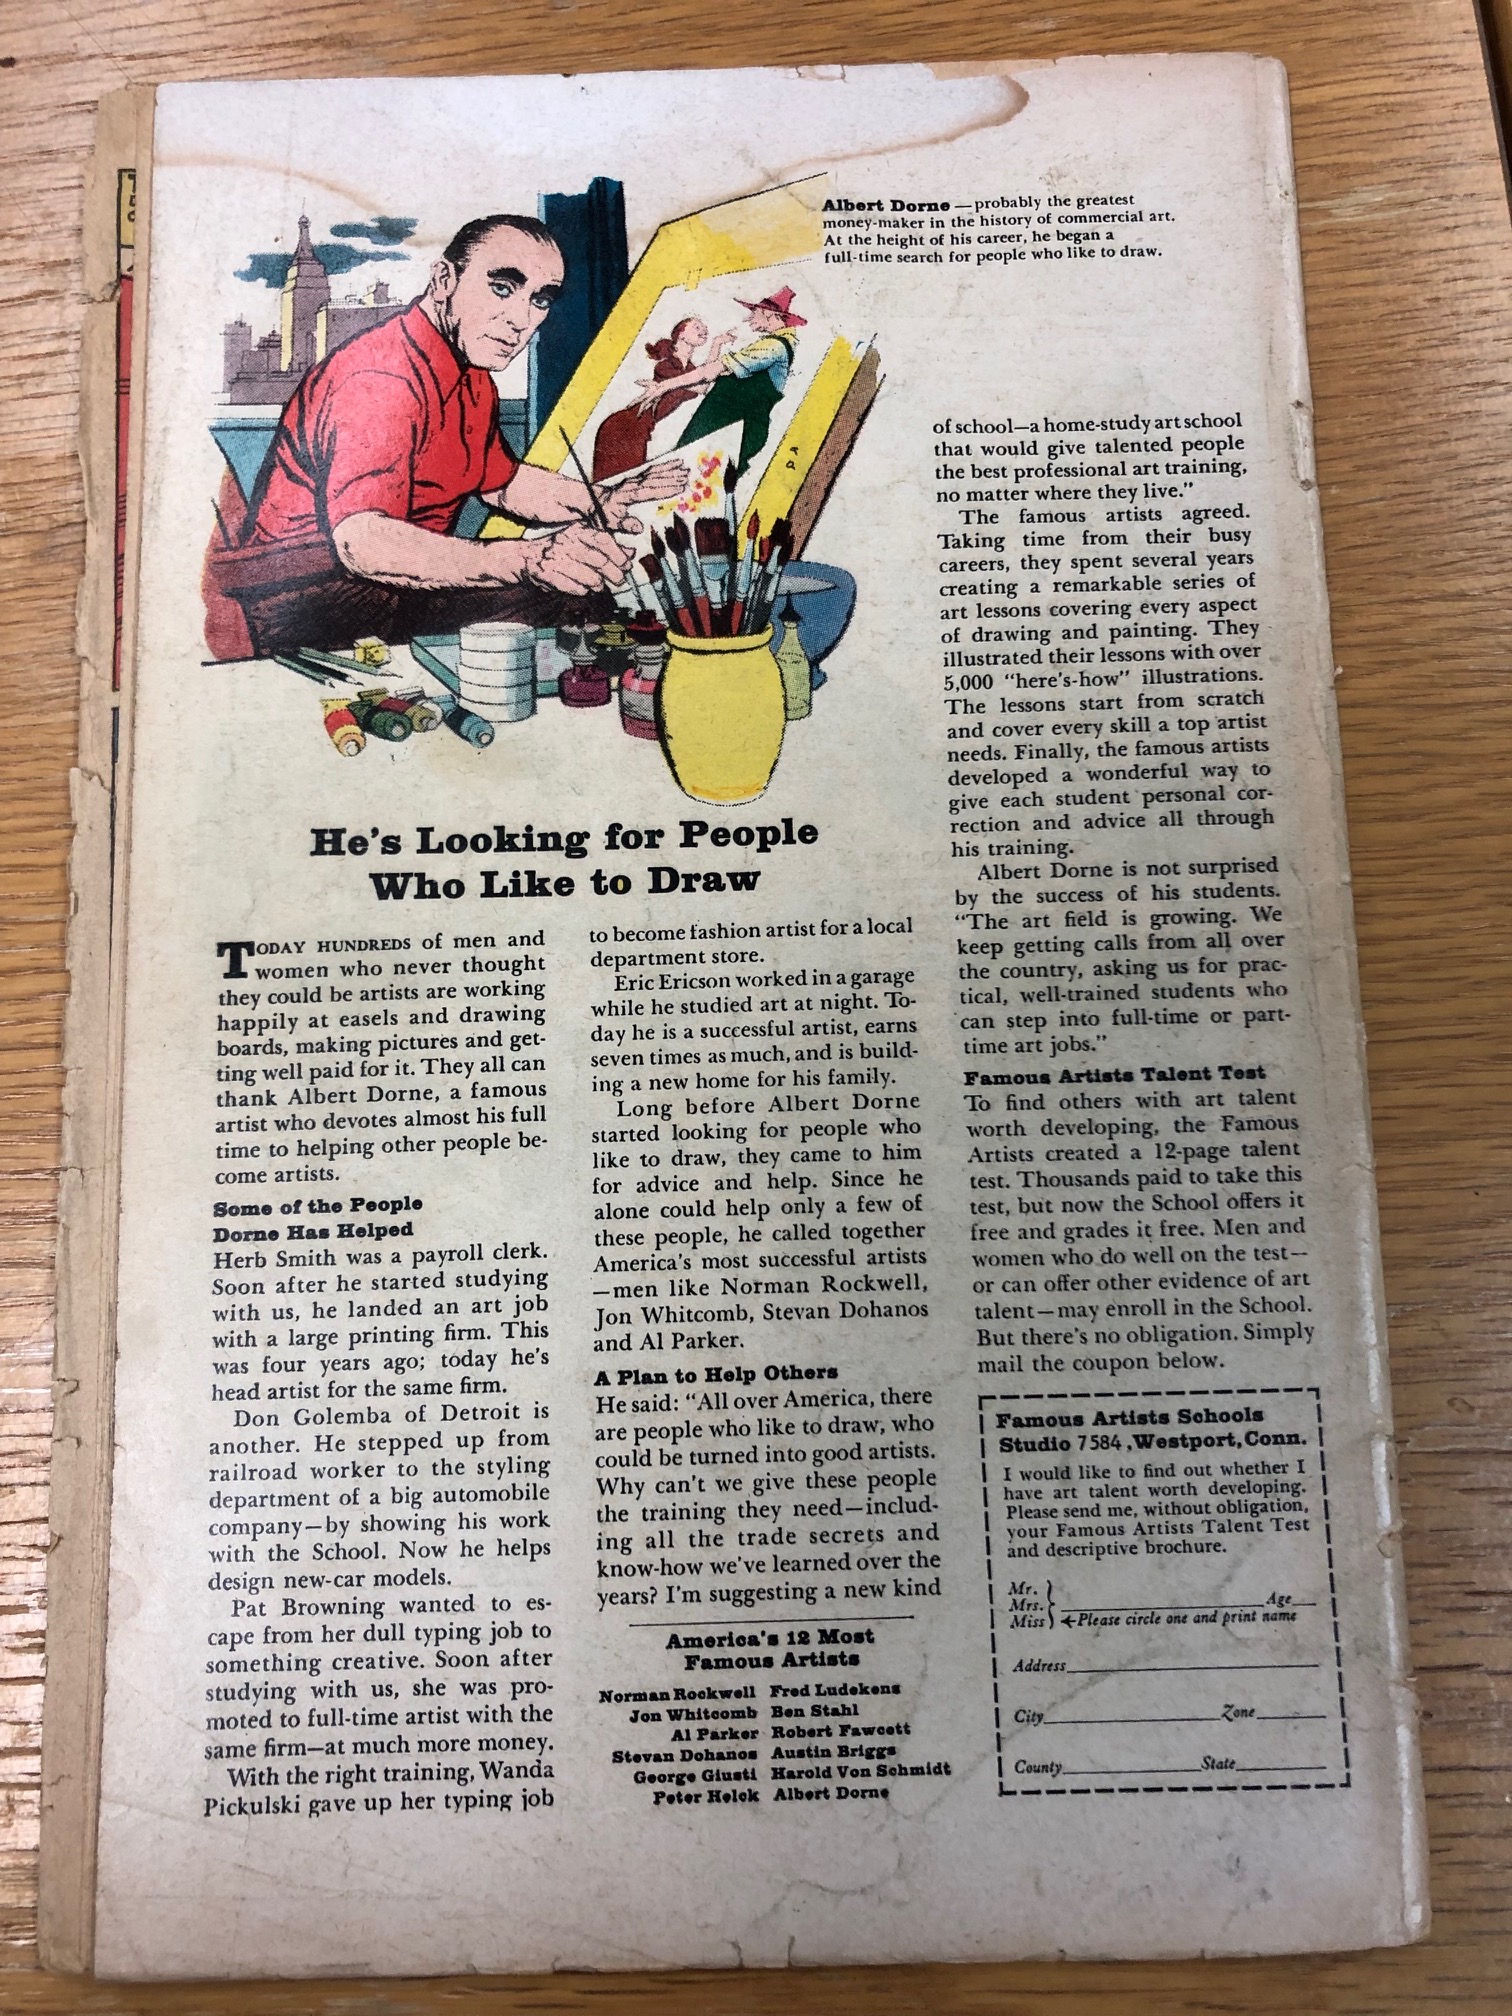 Albert Dorne—probably the greatest
money-maker in the history of commercial art.
At the height of his career, he began a
full-time search for people who like to draw.
He's Looking for People
Who Like to Draw
TODAY HUNDREDS of men and
women who never thought
they could be artists are working
happily at easels and drawing
boards, making pictures and get-
ting well paid for it. They all can
thank Albert Dorne, a famous
artist who devotes almost his full
time to helping other people be-
come artists.
Some of the People
Dorne Has Helped
Herb Smith was a payroll clerk.
Soon after he started studying
with us, he landed an art job
with a large printing firm. This
was four years ago; today he's
head artist for the same firm.
Don Golemba of Detroit is
another. He stepped up from
railroad worker to the styling
department of a big automobile
company—by showing his work
with the School. Now he helps
design new-car models.
Pat Browning wanted to es-
cape from her dull typing job to
something creative. Soon after
studying with us, she was pro-
moted to full-time artist with the
same firm—at much more money.
With the right training, Wanda
Pickulski gave up her typing job
to become fashion artist for a local
department store.
Eric Ericson worked in a garage
while he studied art at night. To-
day he is a successful artist, earns
seven times as much, and is build-
ing a new home for his family.
Long before Albert Dorne
started looking for people who
like to draw, they came to him
for advice and help. Since he
alone could help only a few of
these people, he called together
America's most successful artists
—men like Norman Rockwell,
Jon Whitcomb, Stevan Dohanos
and Al Parker.
A Plan to Help Others
He said: "All over America, there
are people who like to draw, who
could be turned into good artists.
Why can't we give these people
the training they need—includ-
ing all the trade secrets and
know-how we've learned over the
years? I'm suggesting a new kind
America's 12 Most
Famous Artists
Norman Rockwell Fred Ludekens
Jon Whitcomb Ben Stahl
Al Parker Robert Fawcett
Stevan Dohanos Austin Briggs
George Giusti Harold Von Schmidt
Peter Helck Albert Dorne
of school—a home-study art school
that would give talented people
the best professional art training,
no matter where they live."
The famous artists agreed.
Taking time from their busy
careers, they spent several years
creating a remarkable series of
art lessons covering every aspect
of drawing and painting. They
illustrated their lessons with over
5,000 "here's-how" illustrations.
The lessons start from scratch
and cover every skill a top artist
needs. Finally, the famous artists
developed a wonderful way to
give each student personal cor-
rection and advice all through
his training.
Albert Dorne is not surprised
by the success of his students.
"The art field is growing. We
keep getting calls from all over
the country, asking us for prac-
tical, well-trained students who
can step into full-time or part-
time art jobs."
Famous Artists Talent Test
To find others with art talent
worth developing, the Famous
Artists created a 12-page talent
test. Thousands paid to take this
test, but now the School offers it
free and grades it free. Men and
women who do well on the test—
or can offer other evidence of art
talent—may enroll in the School.
But there's no obligation. Simply
mail the coupon below.
Famous Artists Schools
Studio 7584, Westport, Conn.
I would like to find out whether I
have art talent worth developing.
Please send me, without obligation,
your Famous Artists Talent Test
and descriptive brochure.
Mr.
Mrs. Age
Miss ←Please circle one and print name
Address
City Zone
County State